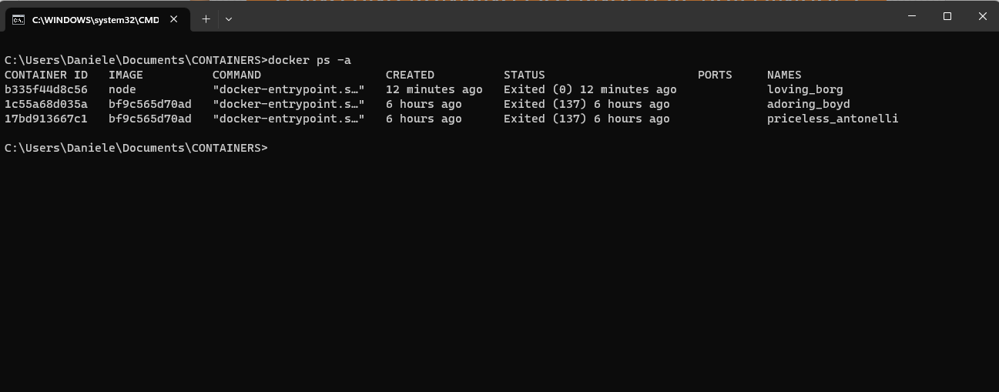 C:\WINDOWS\system32\CMD
C:\Users\Daniele\Documents\CONTAINERS>docker ps -a
CONTAINER ID   IMAGE          COMMAND                  CREATED          STATUS                      PORTS     NAMES
b335f44d8c56   node           "docker-entrypoint.s…"   12 minutes ago   Exited (0) 12 minutes ago             loving_borg
1c55a68d035a   bf9c565d70ad   "docker-entrypoint.s…"   6 hours ago      Exited (137) 6 hours ago              adoring_boyd
17bd913667c1   bf9c565d70ad   "docker-entrypoint.s…"   6 hours ago      Exited (137) 6 hours ago              priceless_antonelli
C:\Users\Daniele\Documents\CONTAINERS>